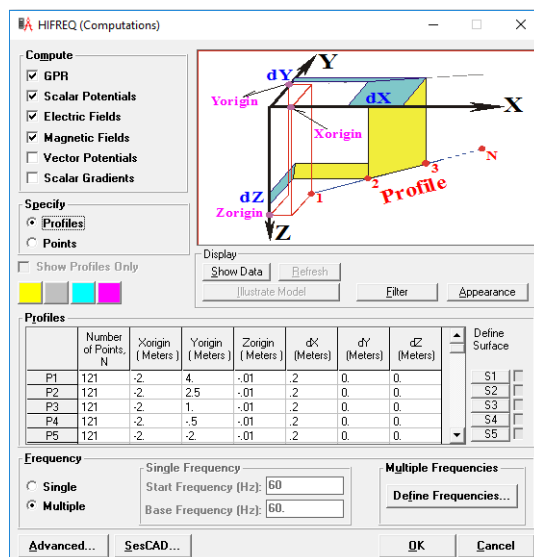 HIFREQ (Computations)
Compute
GPR
Scalar Potentials
Electric Fields
Magnetic Fields
Vector Potentials
Scalar Gradients
Specify
Profiles
Points
Show Profiles Only
Y
dY
Yorigin
dX
X
Xorigin
N
3
2
1
Profile
dZ
Zorigin
Z
Display
Show Data Refresh
Illustrate Model Filter Appearance
Profiles
Number of Points, N Xorigin (Meters) Yorigin (Meters) Zorigin (Meters) dX (Meters) dY (Meters) dZ (Meters) Define Surface
P1 121 -2. 4. -.01 .2 0. 0. S1
P2 121 -2. 2.5 -.01 .2 0. 0. S2
P3 121 -2. 1. -.01 .2 0. 0. S3
P4 121 -2. -.5 -.01 .2 0. 0. S4
P5 121 -2. -2. -.01 .2 0. 0. S5
Frequency
Single
Multiple
Single Frequency
Start Frequency (Hz): 60
Base Frequency (Hz): 60.
Multiple Frequencies
Define Frequencies...
Advanced... SesCAD... OK Cancel